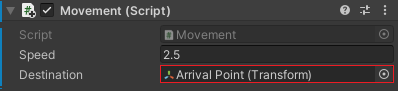 Movement (Script)
Script Movement
Speed 2.5
Destination Arrival Point (Transform)